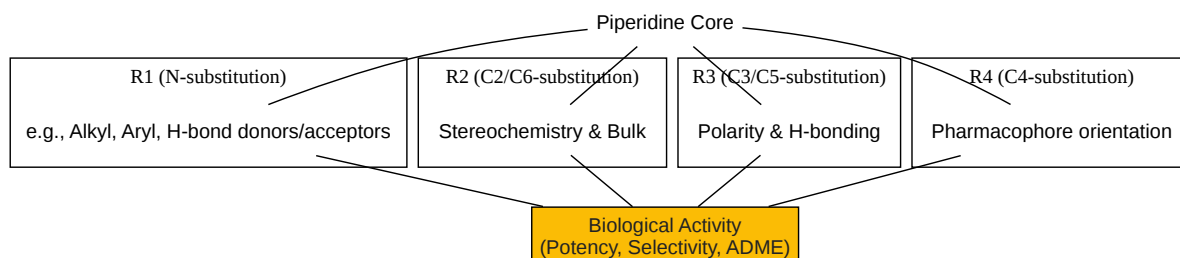 Piperidine Core
R1 (N-substitution)
R2 (C2/C6-substitution)
R3 (C3/C5-substitution)
R4 (C4-substitution)
e.g., Alkyl, Aryl, H-bond donors/acceptors
Stereochemistry & Bulk
Polarity & H-bonding
Pharmacophore orientation
Biological Activity
(Potency, Selectivity, ADME)